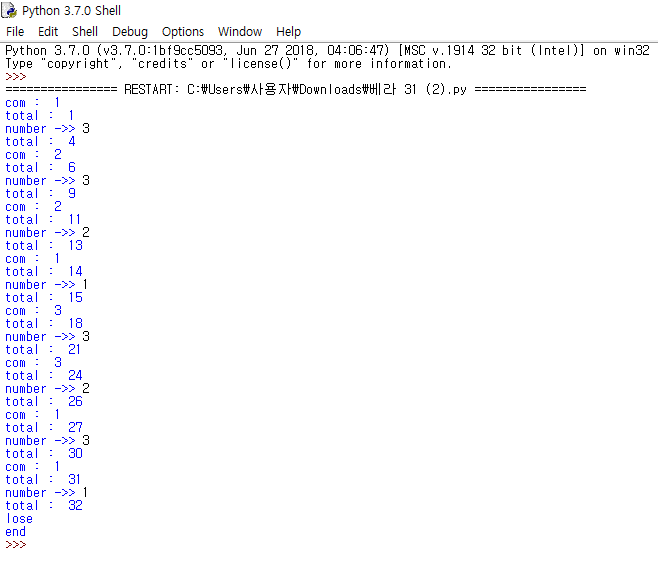 Python 3.7.0 Shell
File Edit Shell Debug Options Window Help
Python 3.7.0 (v3.7.0:1bf9cc5093, Jun 27 2018, 04:06:47) [MSC v.1914 32 bit (Intel)] on win32
Type "copyright", "credits" or "license()" for more information.
>>>
================ RESTART: C:₩Users₩사용자₩Downloads₩베라 31 (2).py ================
com :  1
total :  1
number ->> 3
total :  4
com :  2
total :  6
number ->> 3
total :  9
com :  2
total :  11
number ->> 2
total :  13
com :  1
total :  14
number ->> 1
total :  15
com :  3
total :  18
number ->> 3
total :  21
com :  3
total :  24
number ->> 2
total :  26
com :  1
total :  27
number ->> 3
total :  30
com :  1
total :  31
number ->> 1
total :  32
lose
end
>>>